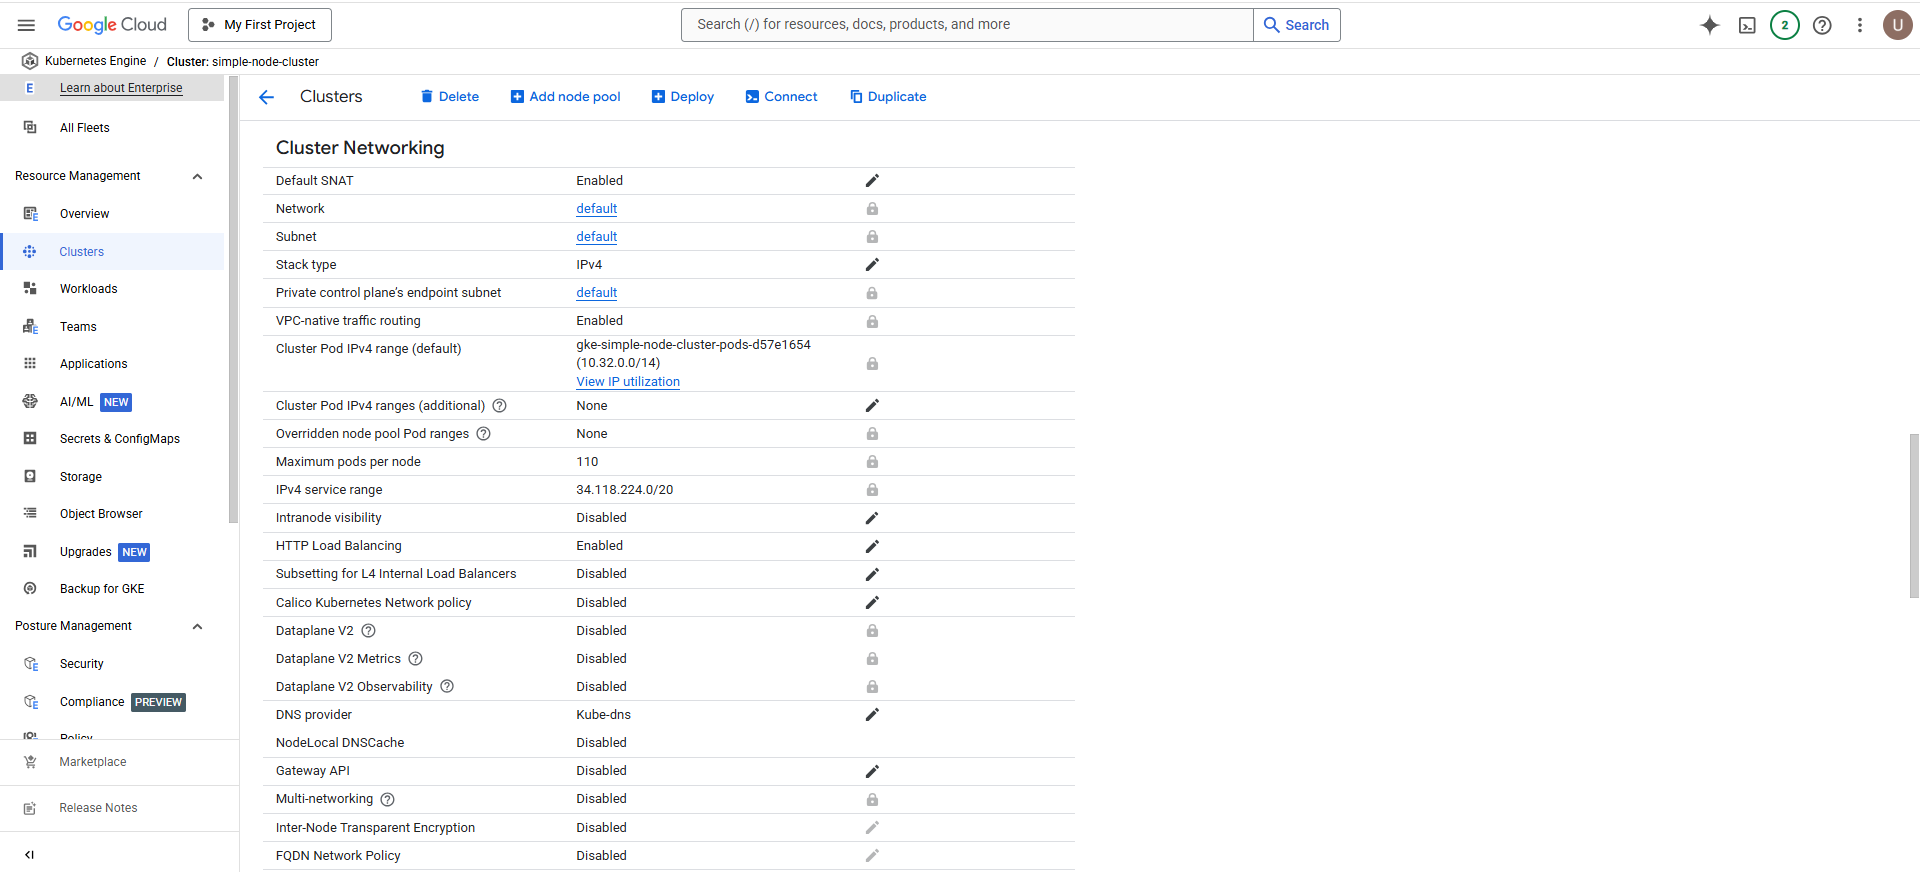 Google Cloud
My First Project
Search (/) for resources, docs, products, and more
Search
2
U
Kubernetes Engine / Cluster: simple-node-cluster
Learn about Enterprise
All Fleets
Resource Management
Overview
Clusters
Workloads
Teams
Applications
AI/ML NEW
Secrets & ConfigMaps
Storage
Object Browser
Upgrades NEW
Backup for GKE
Posture Management
Security
Compliance PREVIEW
Policy
Marketplace
Release Notes
Clusters
Delete
Add node pool
Deploy
Connect
Duplicate
Cluster Networking
Default SNAT Enabled
Network default
Subnet default
Stack type IPv4
Private control plane's endpoint subnet default
VPC-native traffic routing Enabled
Cluster Pod IPv4 range (default) gke-simple-node-cluster-pods-d57e1654
(10.32.0.0/14)
View IP utilization
Cluster Pod IPv4 ranges (additional) None
Overridden node pool Pod ranges None
Maximum pods per node 110
IPv4 service range 34.118.224.0/20
Intranode visibility Disabled
HTTP Load Balancing Enabled
Subsetting for L4 Internal Load Balancers Disabled
Calico Kubernetes Network policy Disabled
Dataplane V2 Disabled
Dataplane V2 Metrics Disabled
Dataplane V2 Observability Disabled
DNS provider Kube-dns
NodeLocal DNSCache Disabled
Gateway API Disabled
Multi-networking Disabled
Inter-Node Transparent Encryption Disabled
FQDN Network Policy Disabled